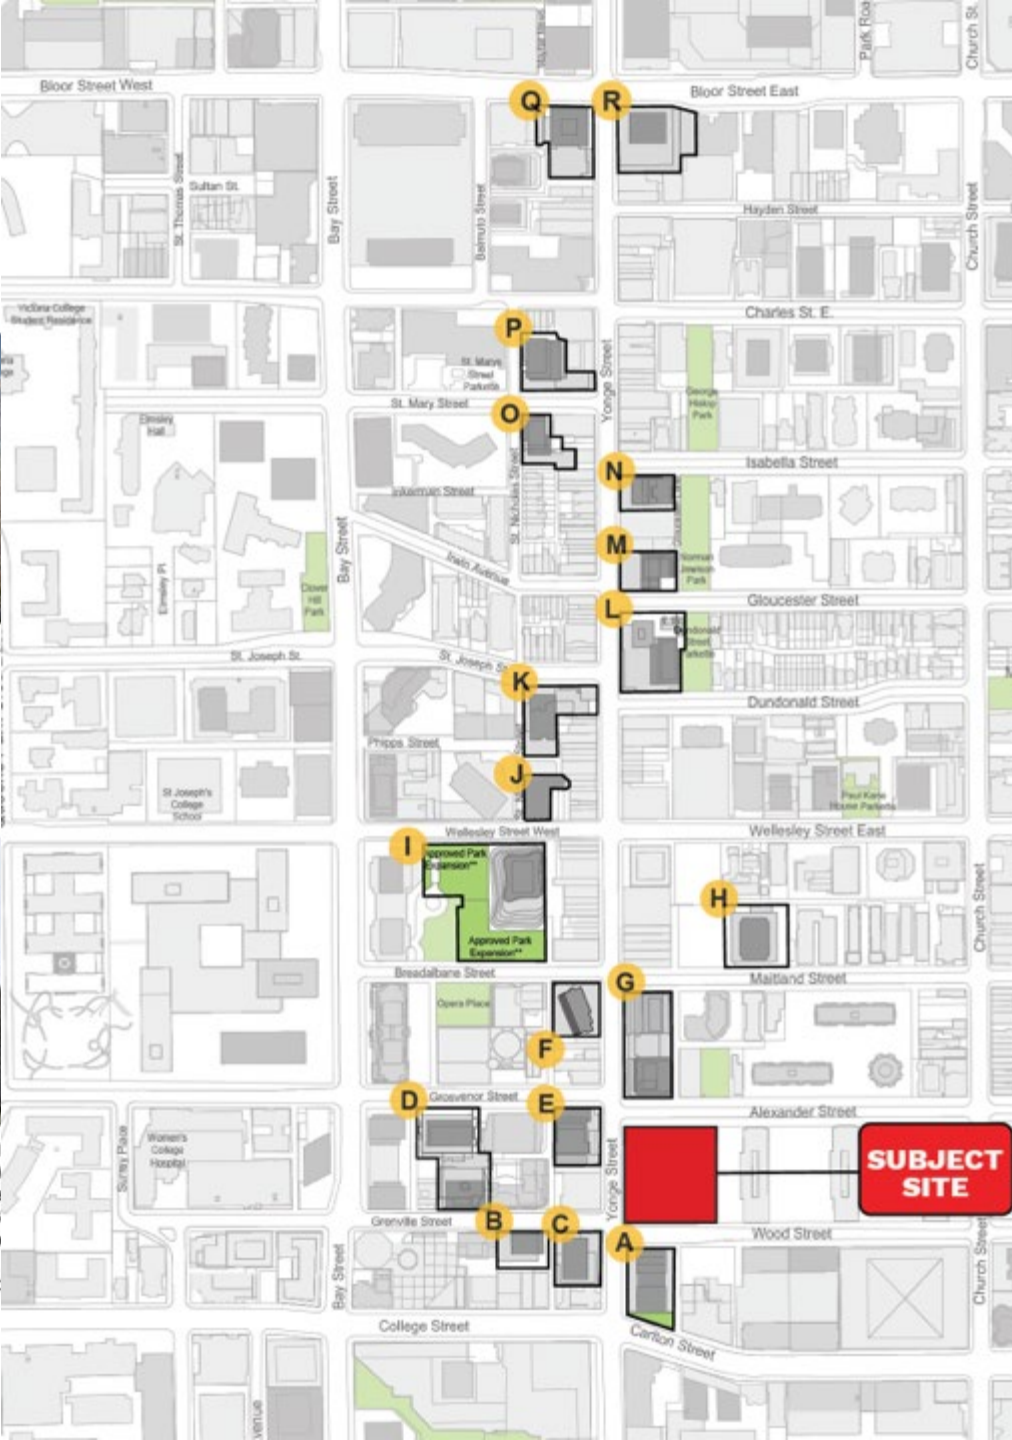 Church St.
Park Roa
Bloor Street West
Q
R
Bloor Street East
St. Thomas Street
Sultan St.
Bay Street
Balmuto Street
Hayden Street
Church Street
Victoria College
Student Residence
P
Charles St. E.
St. Marys
Street
Parkette
Yonge Street
George
Hislop
Park
St. Mary Street
O
Elmsley
Hall
N
Isabella Street
Inkerman Street
St. Nicholas Street
Bay Street
M
Irwin Avenue
Norman
Jewison
Park
Elmsley Pl
Clover
Hill
Park
L
Gloucester Street
Dundonald
Street
Parkette
St. Joseph St.
St. Joseph S
K
Dundonald Street
Phipps Street
J
St Joseph's
College
School
Paul Kane
House Parkette
Wellesley Street West
Wellesley Street East
I
Approved Park
Expansion**
H
Church Street
Approved Park
Expansion**
Breadalbane Street
Maitland Street
G
Opera Place
F
D
Grosvenor Street
E
Alexander Street
Surrey Place
Women's
College
Hospital
Yonge Street
SUBJECT
SITE
Grenville Street
B
C
A
Wood Street
Bay Street
Church Street
College Street
Carlton Street
venue